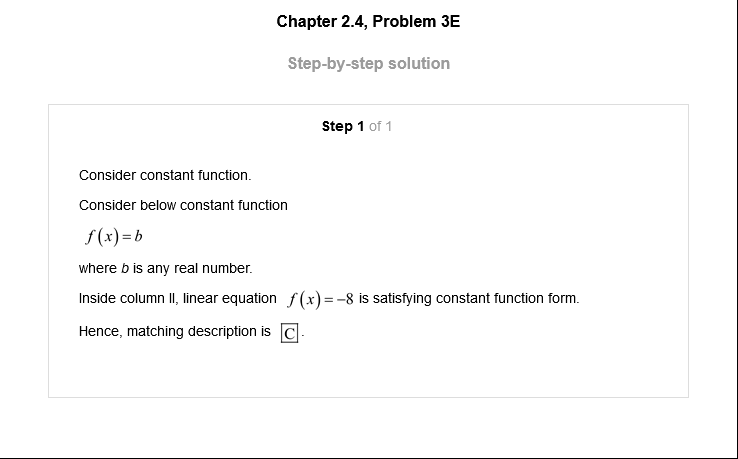 Chapter 2.4, Problem 3E
Step-by-step solution
Step 1 of 1
Consider constant function.
Consider below constant function
f(x)=b
where b is any real number.
Inside column II, linear equation f(x)=−8 is satisfying constant function form.
Hence, matching description is C.